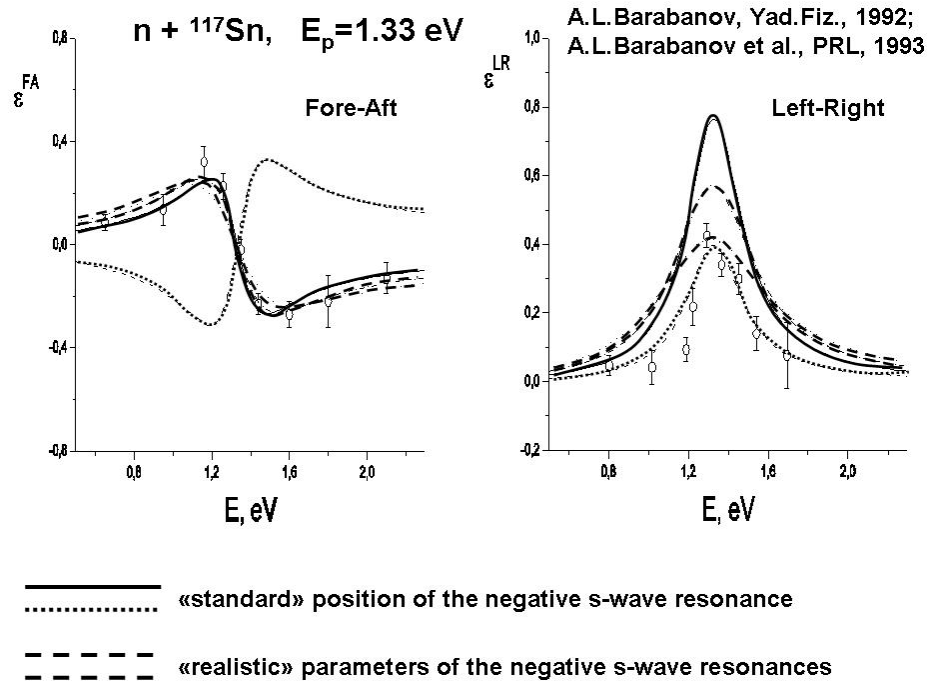 n + ¹¹⁷Sn, Eₚ=1.33 eV
A.L.Barabanov, Yad.Fiz., 1992;
A.L.Barabanov et al., PRL, 1993
0,8
ε^FA
Fore-Aft
0,4
0,0
-0,4
-0,8
0,8 1,2 1,6 2,0
E, eV
1,0
ε^LR
Left-Right
0,8
0,6
0,4
0,2
0,0
-0,2
0,8 1,2 1,6 2,0
E, eV
«standard» position of the negative s-wave resonance
«realistic» parameters of the negative s-wave resonances